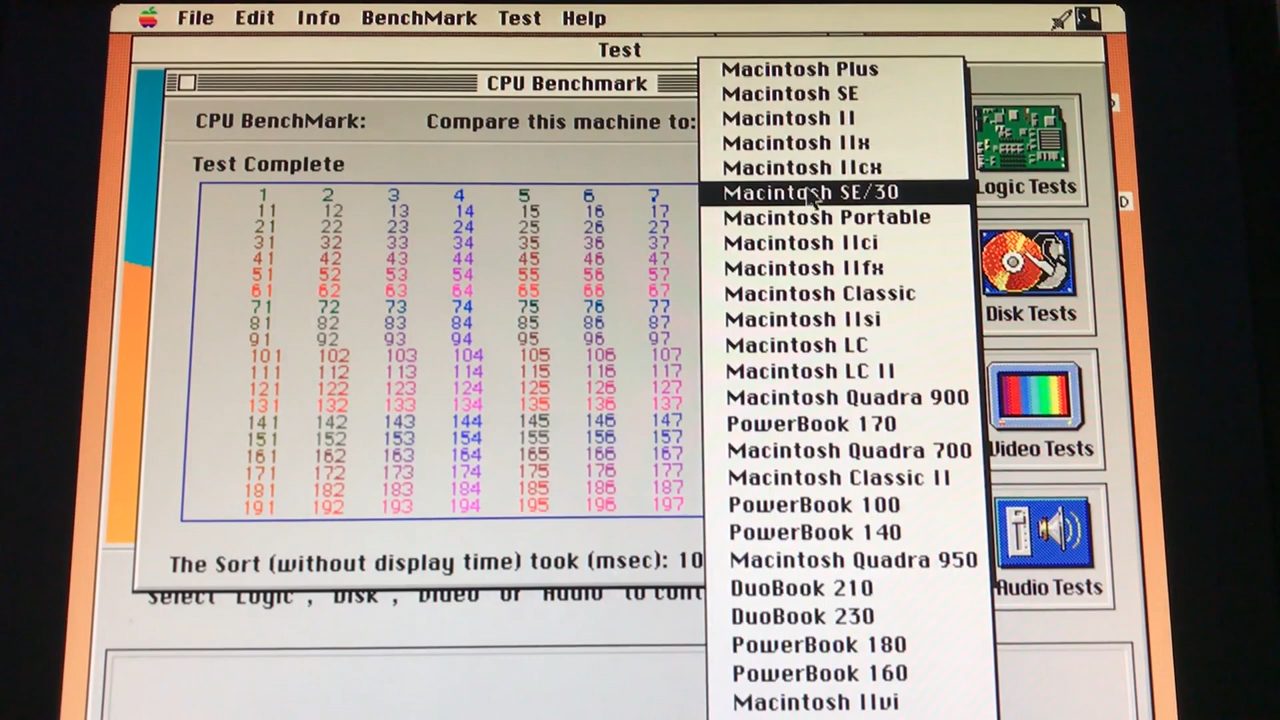 File Edit Info BenchMark Test Help
Test
CPU Benchmark
CPU BenchMark: Compare this machine to:
Test Complete
1 2 3 4 5 6 7
11 12 13 14 15 16 17
21 22 23 24 25 26 27
31 32 33 34 35 36 37
41 42 43 44 45 46 47
51 52 53 54 55 56 57
61 62 63 64 65 66 67
71 72 73 74 75 76 77
81 82 83 84 85 86 87
91 92 93 94 95 96 97
101 102 103 104 105 106 107
111 112 113 114 115 116 117
121 122 123 124 125 126 127
131 132 133 134 135 136 137
141 142 143 144 145 146 147
151 152 153 154 155 156 157
161 162 163 164 165 166 167
171 172 173 174 175 176 177
181 182 183 184 185 186 187
191 192 193 194 195 196 197
The Sort (without display time) took (msec): 10
Select Logic , Disk , Video or Audio to cont
Macintosh Plus
Macintosh SE
Macintosh II
Macintosh IIx
Macintosh IIcx
Macintosh SE/30
Macintosh Portable
Macintosh IIci
Macintosh IIfx
Macintosh Classic
Macintosh IIsi
Macintosh LC
Macintosh LC II
Macintosh Quadra 900
PowerBook 170
Macintosh Quadra 700
Macintosh Classic II
PowerBook 100
PowerBook 140
Macintosh Quadra 950
DuoBook 210
DuoBook 230
PowerBook 180
PowerBook 160
Macintosh IIvi
Logic Tests
D
Disk Tests
Video Tests
Audio Tests